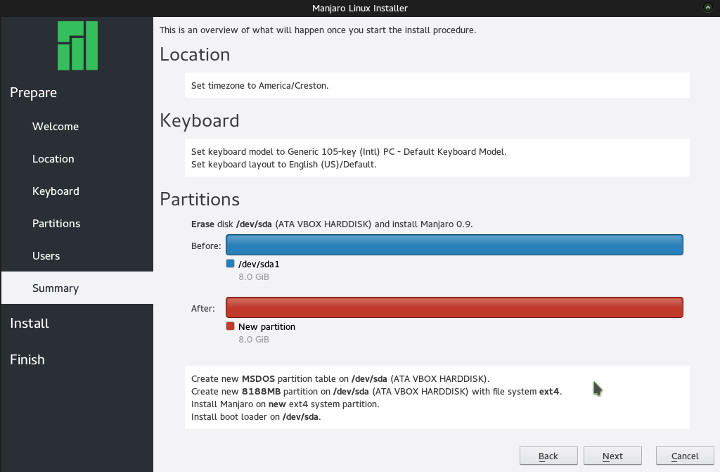 Manjaro Linux Installer
Prepare
Welcome
Location
Keyboard
Partitions
Users
Summary
Install
Finish
This is an overview of what will happen once you start the install procedure.
Location
Set timezone to America/Creston.
Keyboard
Set keyboard model to Generic 105-key (Intl) PC - Default Keyboard Model.
Set keyboard layout to English (US)/Default.
Partitions
Erase disk /dev/sda (ATA VBOX HARDDISK) and install Manjaro 0.9.
Before:
/dev/sda1
8.0 GiB
After:
New partition
8.0 GiB
Create new MSDOS partition table on /dev/sda (ATA VBOX HARDDISK).
Create new 8188MB partition on /dev/sda (ATA VBOX HARDDISK) with file system ext4.
Install Manjaro on new ext4 system partition.
Install boot loader on /dev/sda.
Back Next Cancel